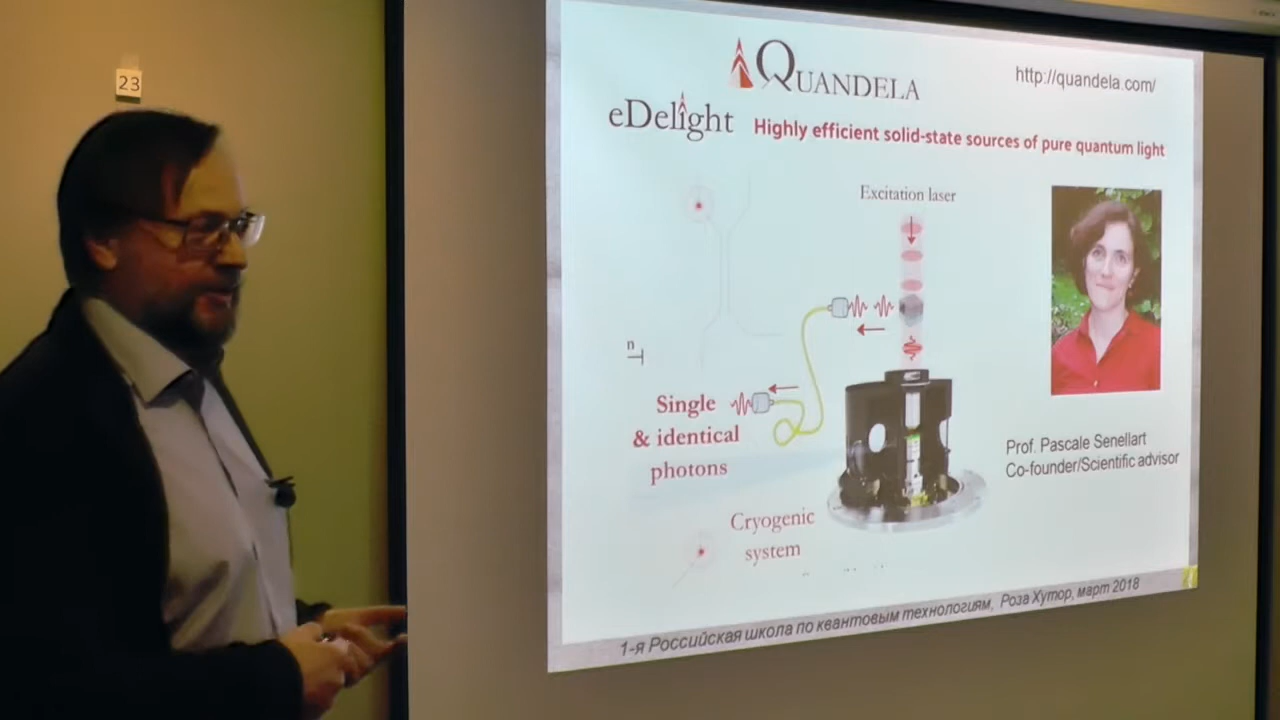 23
QUANDELA
http://quandela.com/
eDelight
Highly efficient solid-state sources of pure quantum light
Excitation laser
n
Single
& identical
photons
Prof. Pascale Senellart
Co-founder/Scientific advisor
Cryogenic
system
1-я Российская школа по квантовым технологиям, Роза Хутор, март 2018